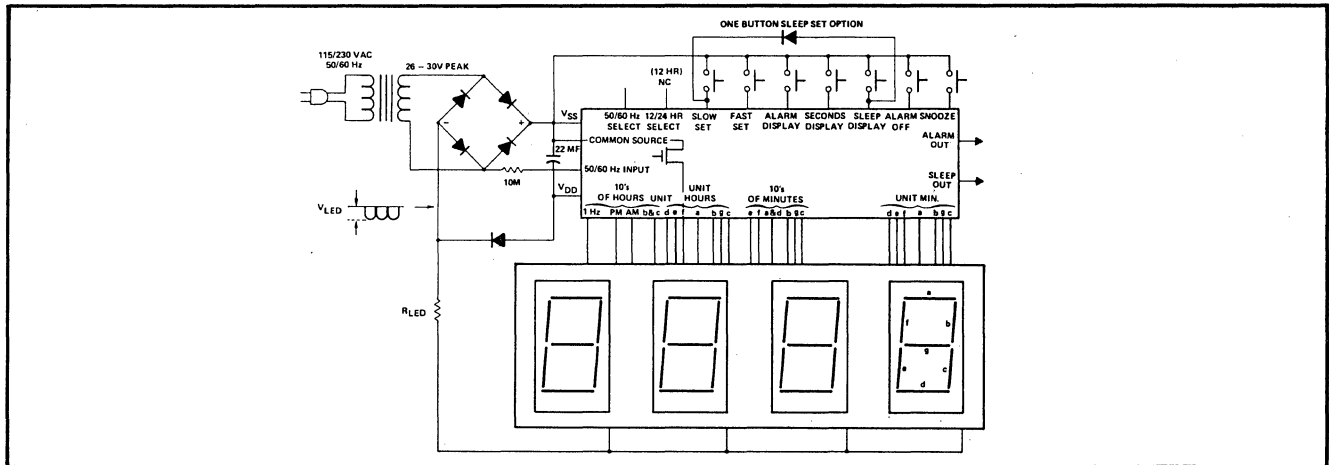 ONE BUTTON SLEEP SET OPTION
115/230 VAC
50/60 Hz
26 – 30V PEAK
(12 HR)
NC
VSS
50/60 Hz
SELECT
12/24 HR
SELECT
SLOW
SET
FAST
SET
ALARM
DISPLAY
SECONDS
DISPLAY
SLEEP
DISPLAY
ALARM
OFF
SNOOZE
–
+
COMMON SOURCE
ALARM
OUT
22 MF
50/60 Hz INPUT
10M
SLEEP
OUT
VDD
10's
OF HOURS
UNIT
UNIT
HOURS
10's
OF MINUTES
UNIT MIN.
VLED
1 Hz PM AM b&c d e f a b g c e f a&d b g c d e f a b g c
RLED
a
f b
g
e c
d